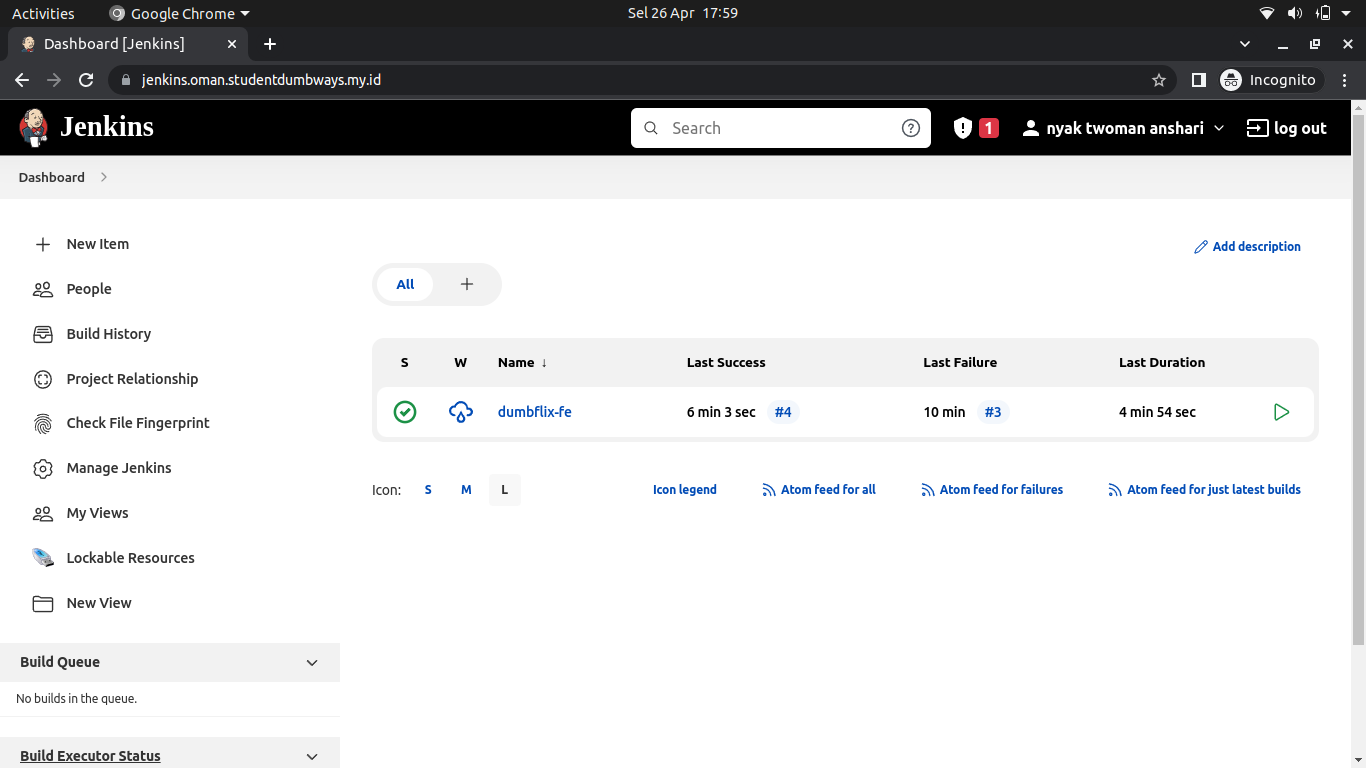 Activities Google Chrome Sel 26 Apr 17:59
Dashboard [Jenkins]
jenkins.oman.studentdumbways.my.id Incognito
Jenkins Search 1 nyak twoman anshari log out
Dashboard
New Item
People
Build History
Project Relationship
Check File Fingerprint
Manage Jenkins
My Views
Lockable Resources
New View
Build Queue
No builds in the queue.
Build Executor Status
Add description
All +
S W Name ↓ Last Success Last Failure Last Duration
dumbflix-fe 6 min 3 sec #4 10 min #3 4 min 54 sec
Icon: S M L Icon legend Atom feed for all Atom feed for failures Atom feed for just latest builds